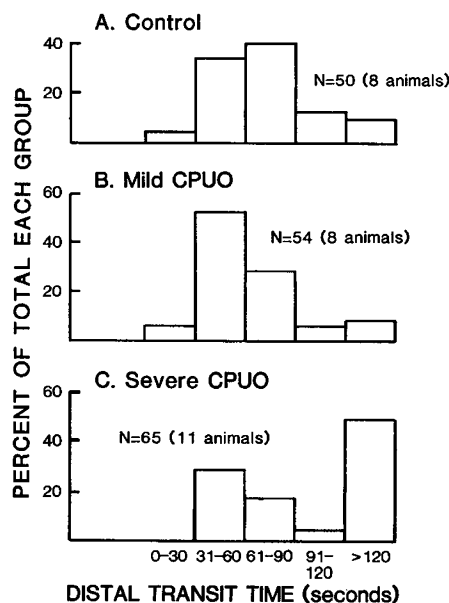 A. Control
40
20
N=50 (8 animals)
B. Mild CPUO
60
40
20
N=54 (8 animals)
C. Severe CPUO
60
40
20
N=65 (11 animals)
0-30 31-60 61-90 91- >120
120
DISTAL TRANSIT TIME (seconds)
PERCENT OF TOTAL EACH GROUP